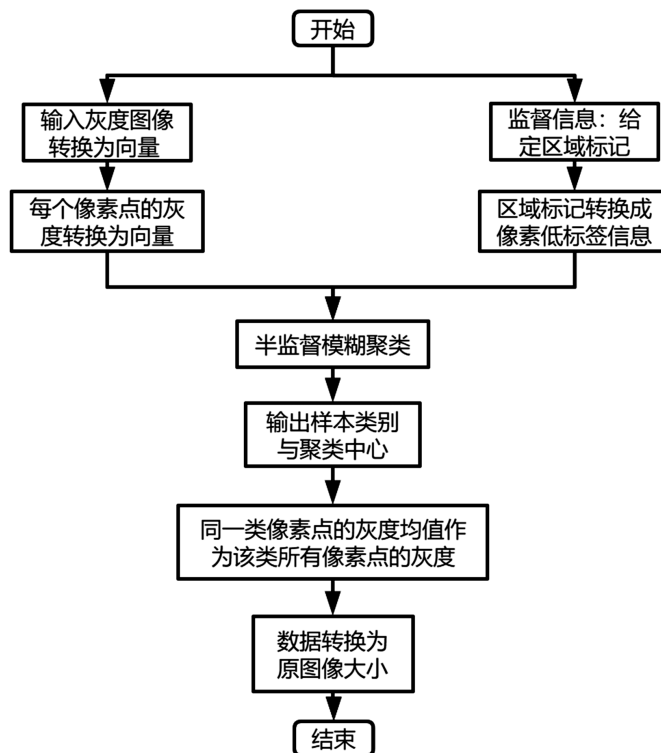 开始
输入灰度图像
转换为向量
监督信息：给
定区域标记
每个像素点的灰
度转换为向量
区域标记转换成
像素低标签信息
半监督模糊聚类
输出样本类别
与聚类中心
同一类像素点的灰度均值作
为该类所有像素点的灰度
数据转换为
原图像大小
结束